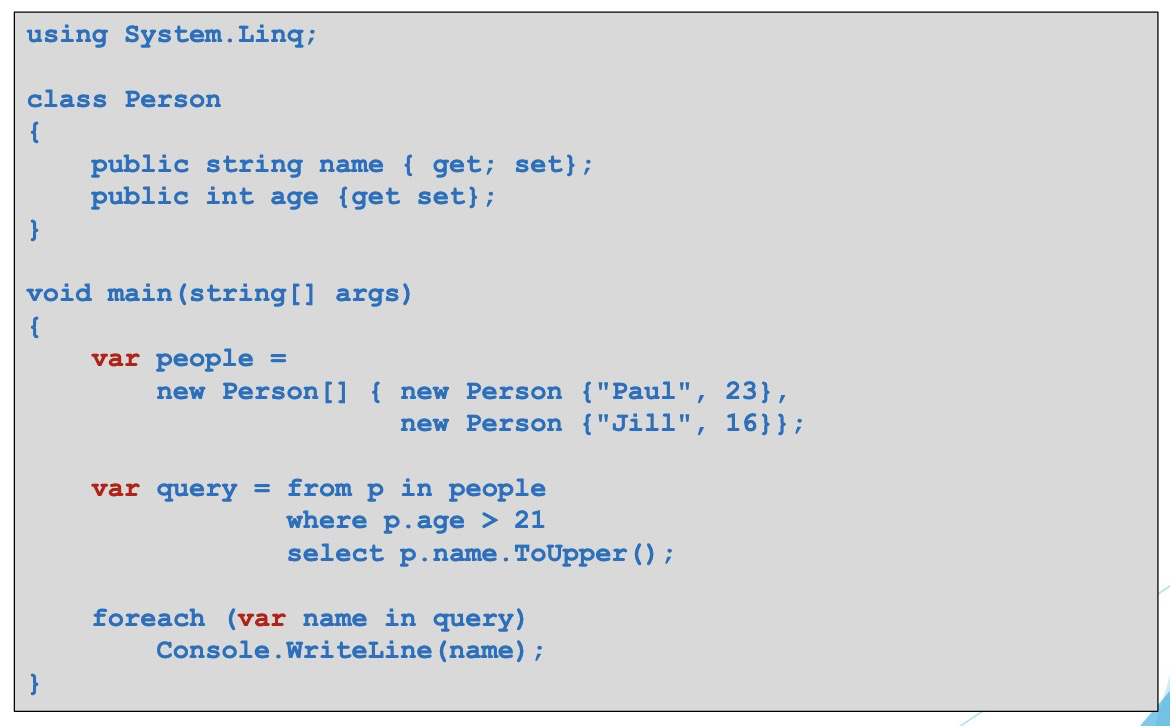 using System.Linq;
class Person
{
public string name { get; set};
public int age {get set};
}
void main(string[] args)
{
var people =
new Person[] { new Person {"Paul", 23},
new Person {"Jill", 16}};
var query = from p in people
where p.age > 21
select p.name.ToUpper();
foreach (var name in query)
Console.WriteLine(name);
}